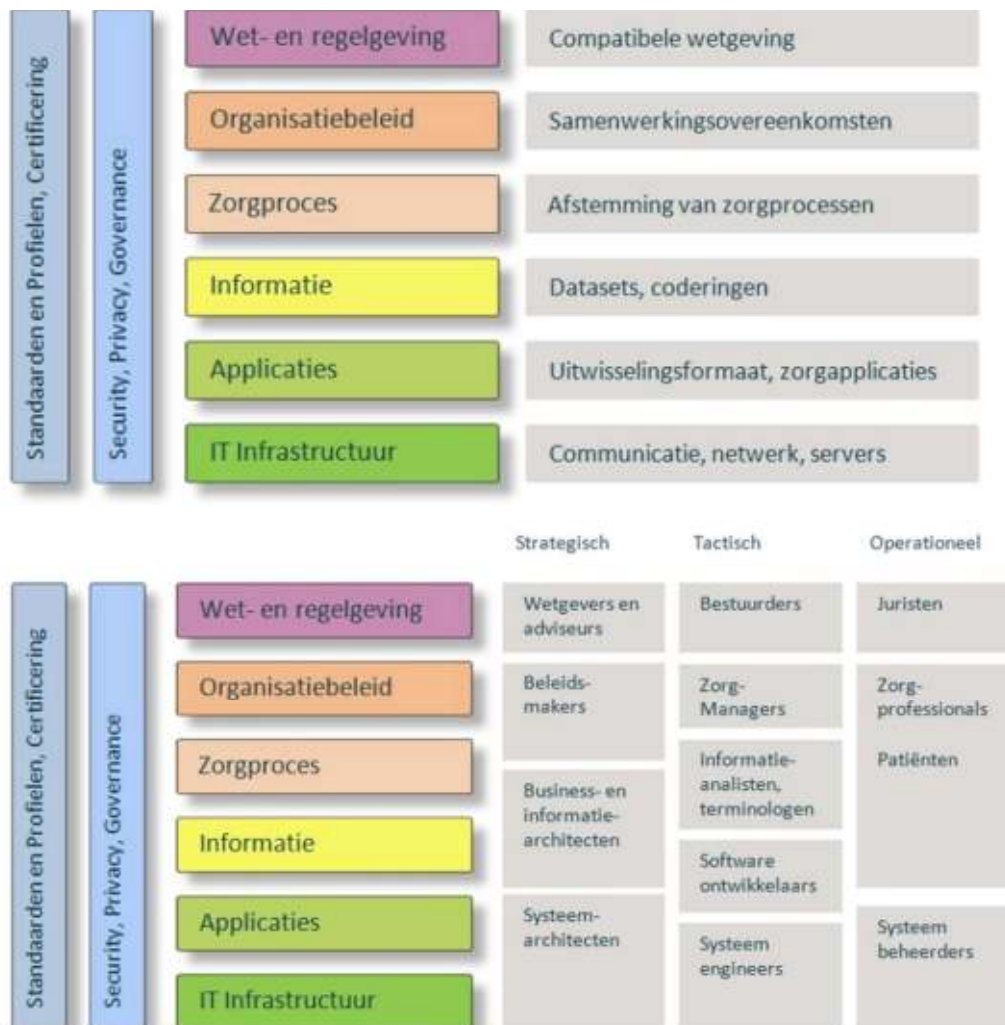 Standaarden en Profielen, Certificering
Security, Privacy, Governance
Wet- en regelgeving
Compatibele wetgeving
Organisatiebeleid
Samenwerkingsovereenkomsten
Zorgproces
Afstemming van zorgprocessen
Informatie
Datasets, coderingen
Applicaties
Uitwisselingsformaat, zorgapplicaties
IT Infrastructuur
Communicatie, netwerk, servers
Strategisch
Tactisch
Operationeel
Standaarden en Profielen, Certificering
Security, Privacy, Governance
Wet- en regelgeving
Wetgevers en
adviseurs
Bestuurders
Juristen
Organisatiebeleid
Beleids-
makers
Zorg-
Managers
Zorg-
professionals
Patiënten
Zorgproces
Business- en
informatie-
architecten
Informatie-
analisten,
terminologen
Informatie
Software
ontwikkelaars
Applicaties
Systeem-
architecten
Systeem
engineers
Systeem
beheerders
IT Infrastructuur